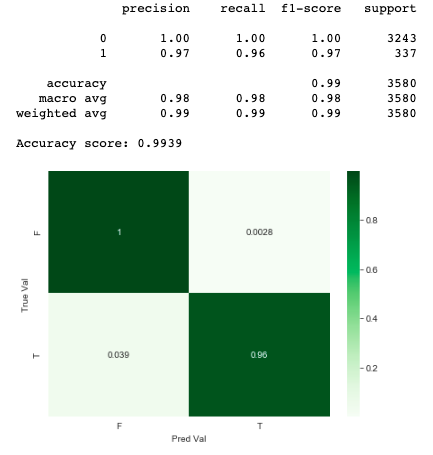 precision recall f1-score support
0 1.00 1.00 1.00 3243
1 0.97 0.96 0.97 337
accuracy 0.99 3580
macro avg 0.98 0.98 0.98 3580
weighted avg 0.99 0.99 0.99 3580
Accuracy score: 0.9939
F 1 0.0028
T 0.039 0.96
True Val
F T
Pred Val
0.8
0.6
0.4
0.2